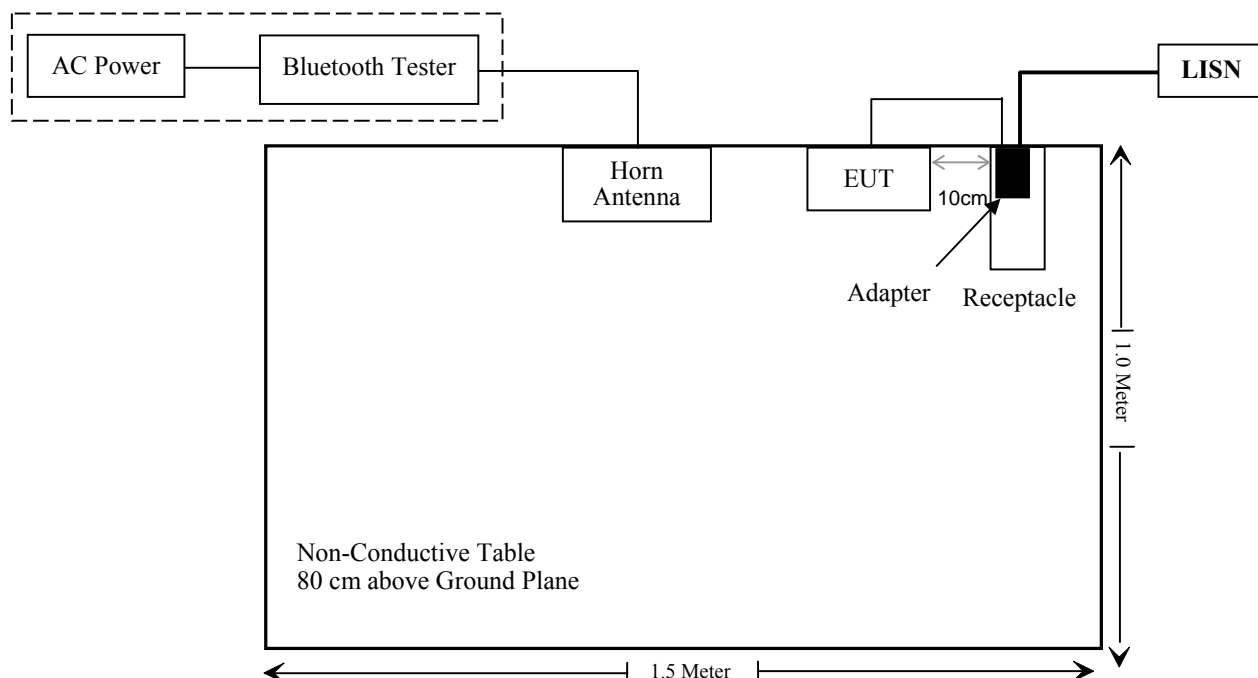 AC Power
Bluetooth Tester
LISN
Horn
Antenna
EUT
10cm
Adapter
Receptacle
1.0 Meter
Non-Conductive Table
80 cm above Ground Plane
1.5 Meter